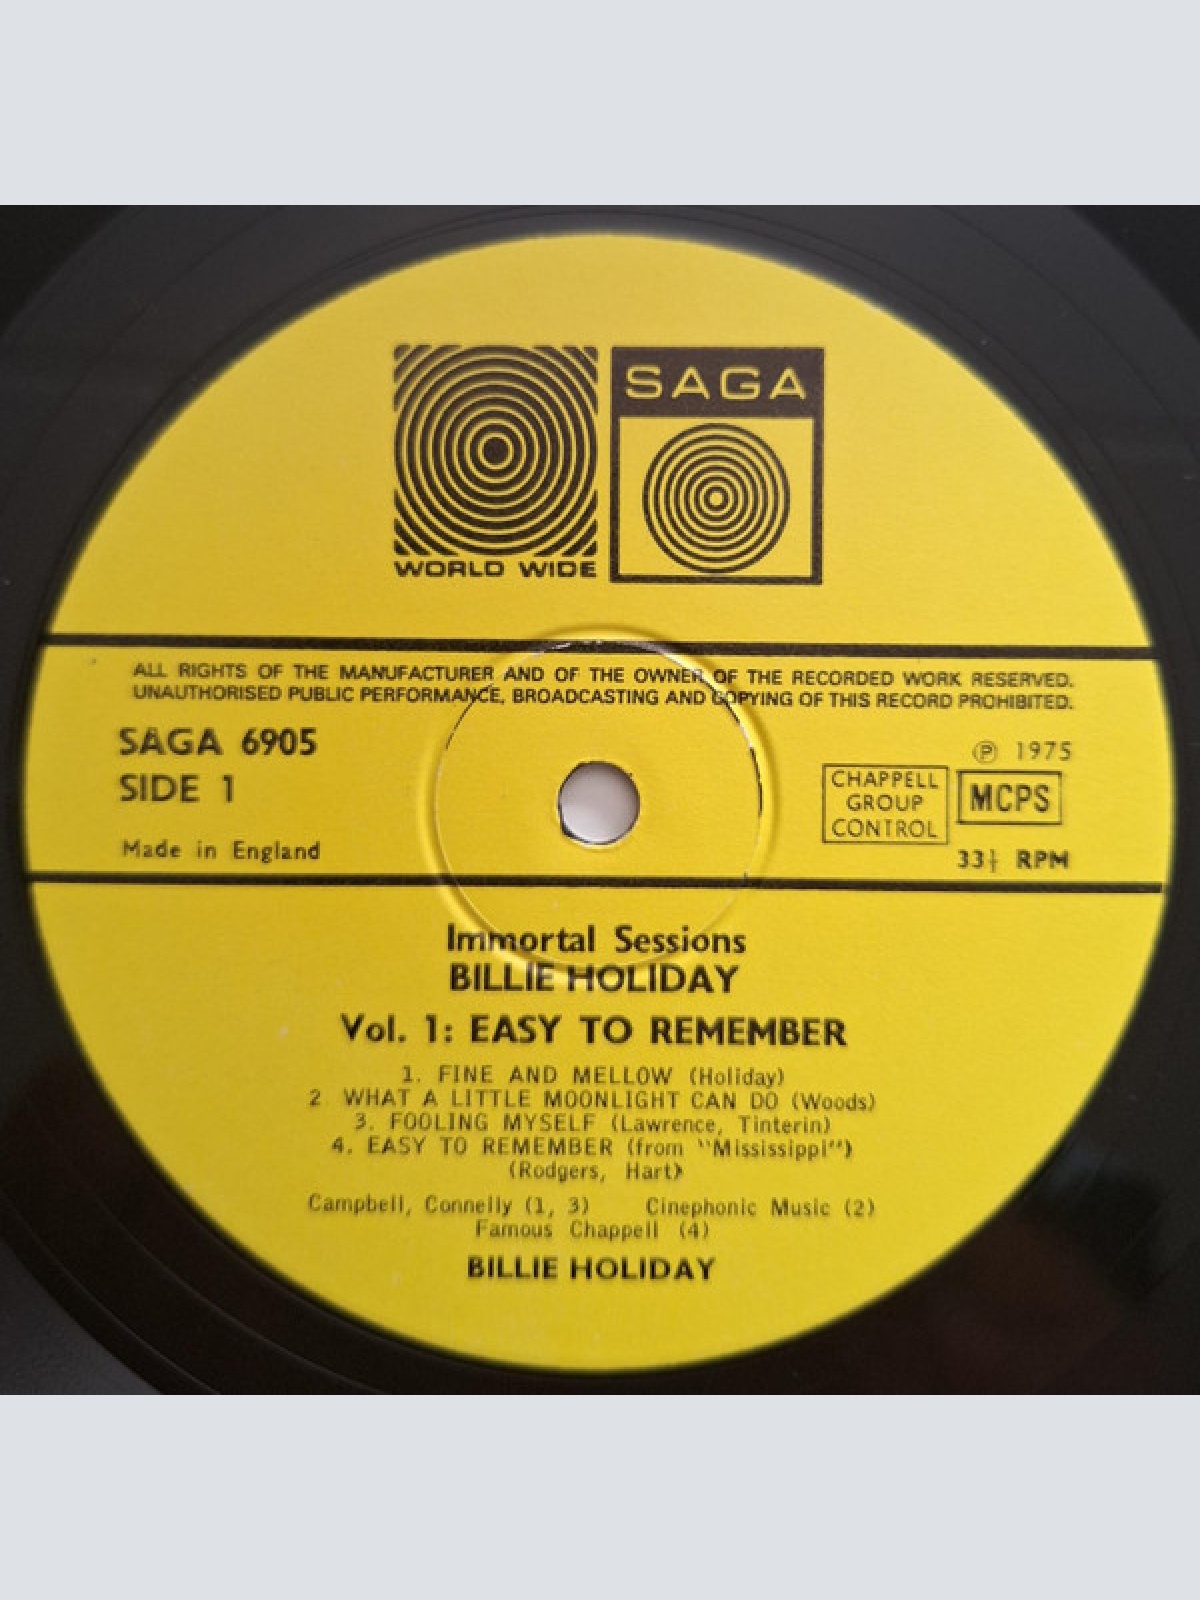 WORLD WIDE
SAGA
ALL RIGHTS OF THE MANUFACTURER AND OF THE OWNER OF THE RECORDED WORK RESERVED.
UNAUTHORISED PUBLIC PERFORMANCE, BROADCASTING AND COPYING OF THIS RECORD PROHIBITED.
SAGA 6905
SIDE 1
Made in England
℗ 1975
CHAPPELL
GROUP
CONTROL
MCPS
33⅓ RPM
Immortal Sessions
BILLIE HOLIDAY
Vol. 1: EASY TO REMEMBER
1. FINE AND MELLOW (Holiday)
2 WHAT A LITTLE MOONLIGHT CAN DO (Woods)
3. FOOLING MYSELF (Lawrence, Tinterin)
4. EASY TO REMEMBER (from "Mississippi")
(Rodgers, Hart)
Campbell, Connelly (1, 3) Cinephonic Music (2)
Famous Chappell (4)
BILLIE HOLIDAY